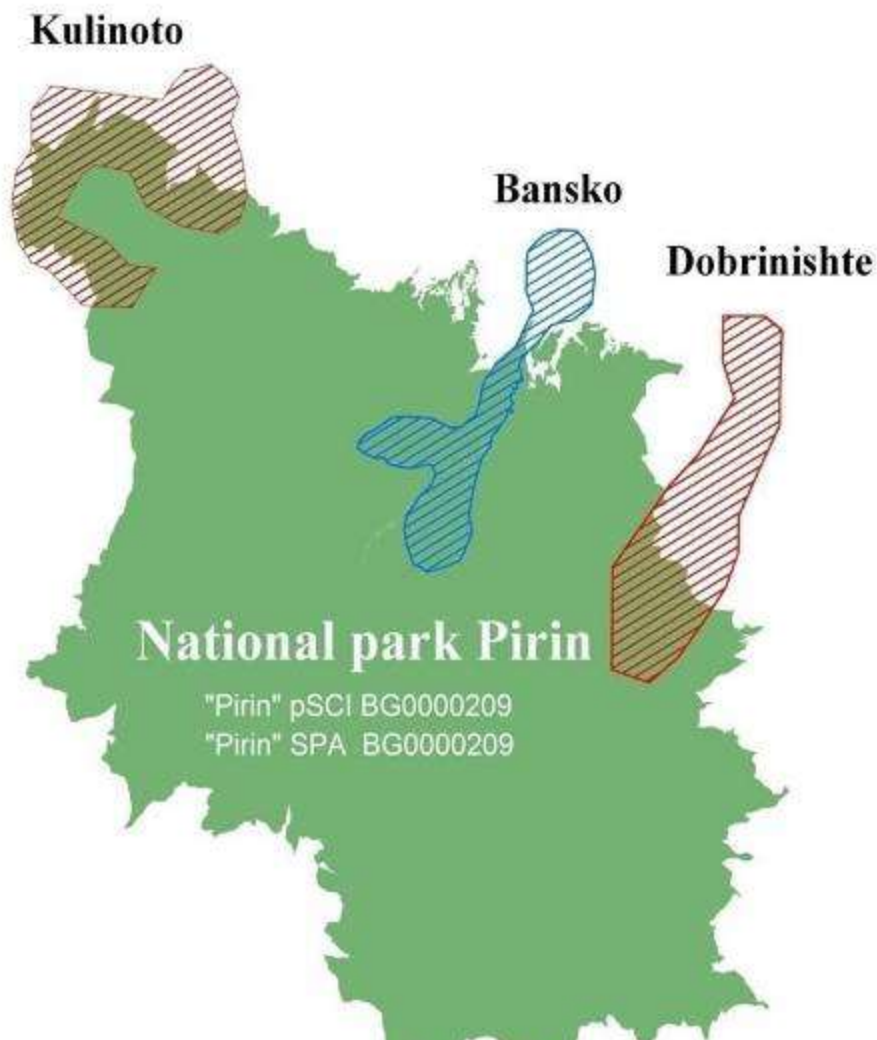 Kulinoto
Bansko
Dobrinishte
National park Pirin
"Pirin" pSCI BG0000209
"Pirin" SPA BG0000209